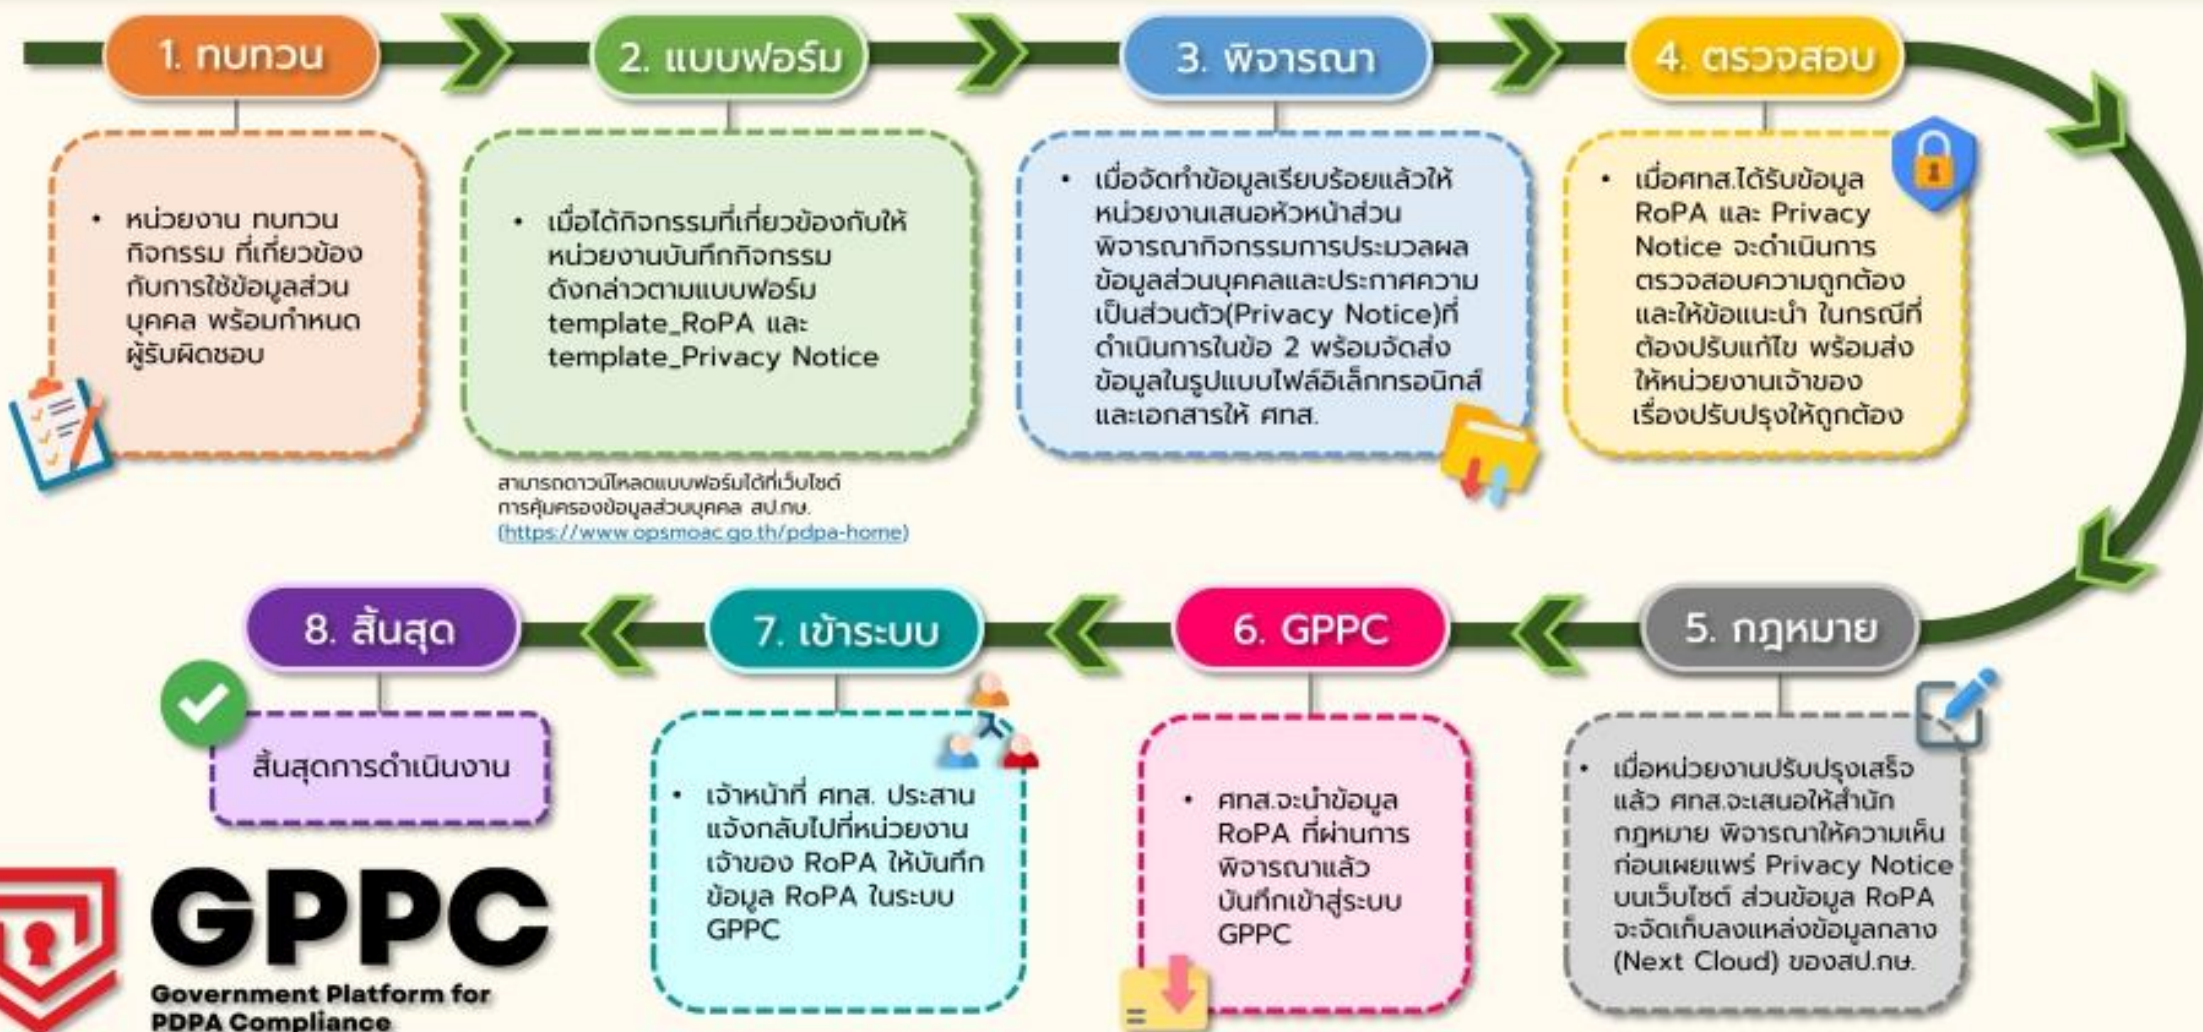 1. ทบทวน
2. แบบฟอร์ม
3. พิจารณา
4. ตรวจสอบ
• หน่วยงาน ทบทวน
กิจกรรม ที่เกี่ยวข้อง
กับการใช้ข้อมูลส่วน
บุคคล พร้อมกำหนด
ผู้รับผิดชอบ
• เมื่อได้กิจกรรมที่เกี่ยวข้องกับให้
หน่วยงานบันทึกกิจกรรม
ดังกล่าวตามแบบฟอร์ม
template_RoPA และ
template_Privacy Notice
สามารถดาวน์โหลดแบบฟอร์มได้ที่เว็บไซต์
การคุ้มครองข้อมูลส่วนบุคคล สป.กษ.
(https://www.opsmoac.go.th/pdpa-home)
• เมื่อจัดทำข้อมูลเรียบร้อยแล้วให้
หน่วยงานเสนอหัวหน้าส่วน
พิจารณากิจกรรมการประมวลผล
ข้อมูลส่วนบุคคลและประกาศความ
เป็นส่วนตัว(Privacy Notice)ที่
ดำเนินการในข้อ 2 พร้อมจัดส่ง
ข้อมูลในรูปแบบไฟล์อิเล็กทรอนิกส์
และเอกสารให้ ศทส.
• เมื่อศทส.ได้รับข้อมูล
RoPA และ Privacy
Notice จะดำเนินการ
ตรวจสอบความถูกต้อง
และให้ข้อแนะนำ ในกรณีที่
ต้องปรับแก้ไข พร้อมส่ง
ให้หน่วยงานเจ้าของ
เรื่องปรับปรุงให้ถูกต้อง
5. กฎหมาย
• เมื่อหน่วยงานปรับปรุงเสร็จ
แล้ว ศทส.จะเสนอให้สำนัก
กฎหมาย พิจารณาให้ความเห็น
ก่อนเผยแพร่ Privacy Notice
บนเว็บไซต์ ส่วนข้อมูล RoPA
จะจัดเก็บลงแหล่งข้อมูลกลาง
(Next Cloud) ของสป.กษ.
6. GPPC
• ศทส.จะนำข้อมูล
RoPA ที่ผ่านการ
พิจารณาแล้ว
บันทึกเข้าสู่ระบบ
GPPC
7. เข้าระบบ
• เจ้าหน้าที่ ศทส. ประสาน
แจ้งกลับไปที่หน่วยงาน
เจ้าของ RoPA ให้บันทึก
ข้อมูล RoPA ในระบบ
GPPC
8. สิ้นสุด
สิ้นสุดการดำเนินงาน
GPPC
Government Platform for
PDPA Compliance